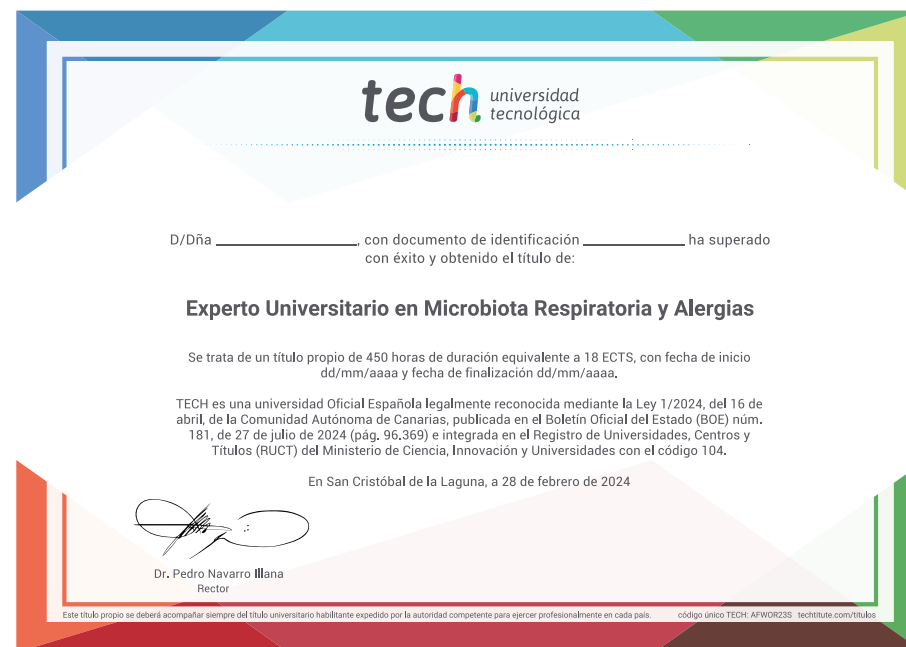 tech universidad
tecnológica
D/Dña ______________, con documento de identificación __________ ha superado
con éxito y obtenido el título de:
Experto Universitario en Microbiota Respiratoria y Alergias
Se trata de un título propio de 450 horas de duración equivalente a 18 ECTS, con fecha de inicio
dd/mm/aaaa y fecha de finalización dd/mm/aaaa.
TECH es una universidad Oficial Española legalmente reconocida mediante la Ley 1/2024, del 16 de
abril, de la Comunidad Autónoma de Canarias, publicada en el Boletín Oficial del Estado (BOE) núm.
181, de 27 de julio de 2024 (pág. 96.369) e integrada en el Registro de Universidades, Centros y
Títulos (RUCT) del Ministerio de Ciencia, Innovación y Universidades con el código 104.
En San Cristóbal de la Laguna, a 28 de febrero de 2024
Dr. Pedro Navarro Illana
Rector
Este título propio se deberá acompañar siempre del título universitario habilitante expedido por la autoridad competente para ejercer profesionalmente en cada país. código único TECH: AFWOR23S techtitute.com/titulos